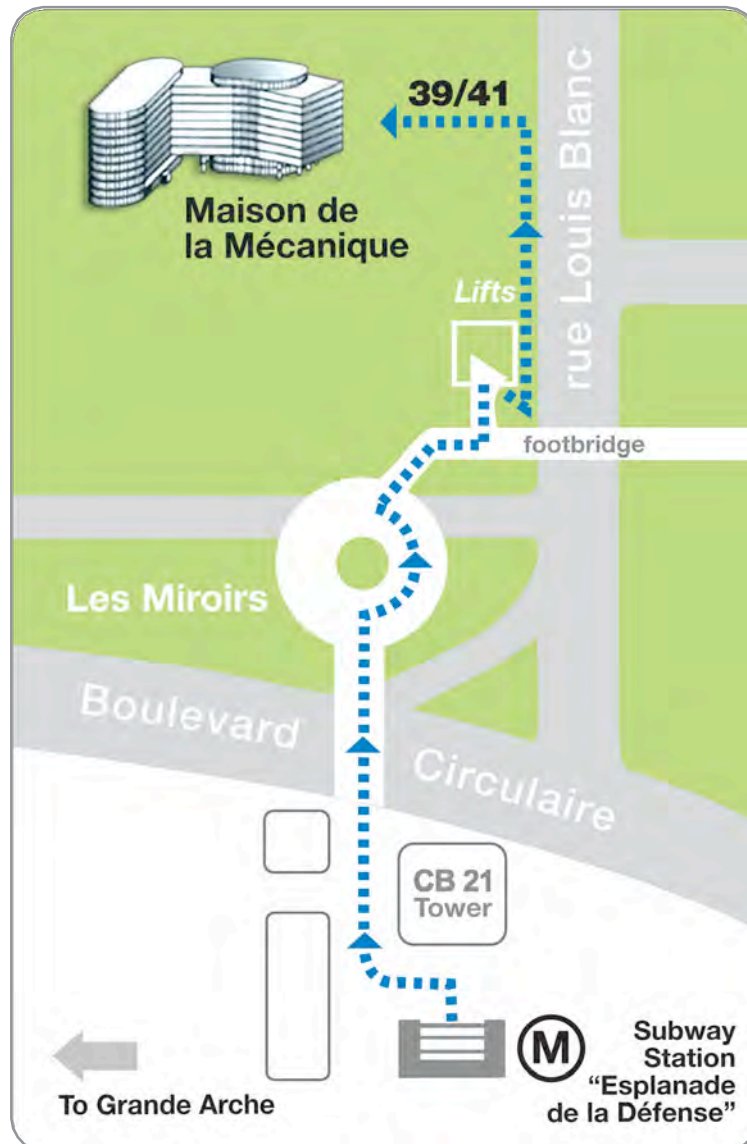 39/41
Maison de
la Mécanique
rue Louis Blanc
Lifts
footbridge
Les Miroirs
Boulevard Circulaire
CB 21
Tower
M
Subway
Station
“Esplanade
de la Défense”
To Grande Arche